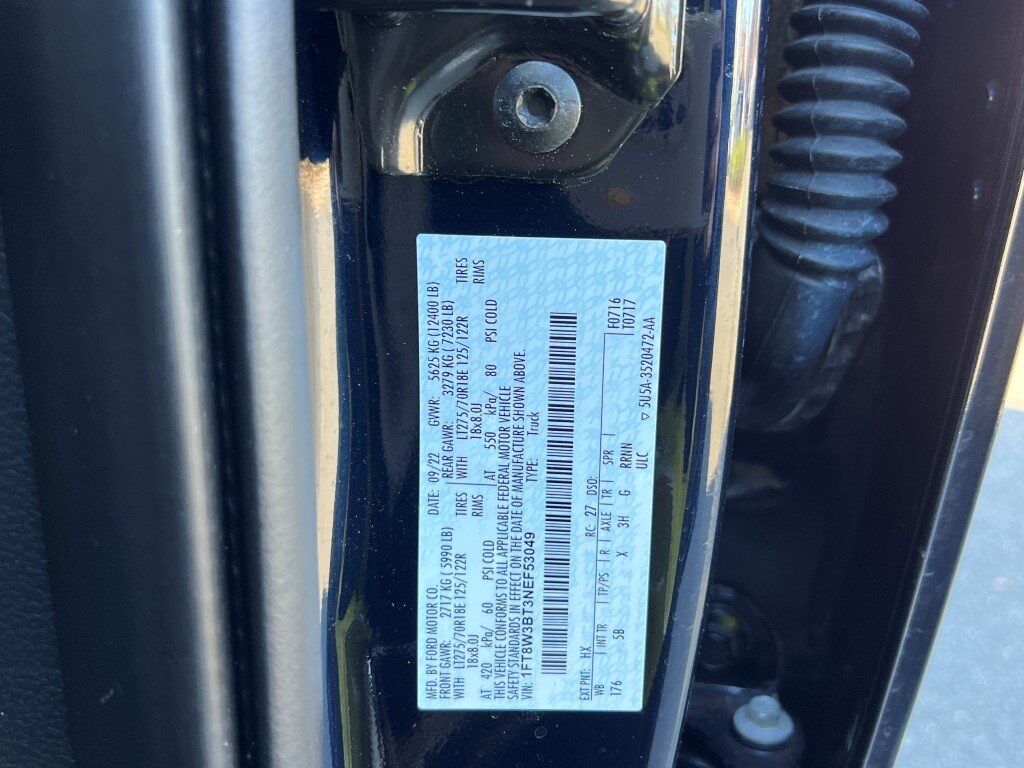 MFD. BY FORD MOTOR CO. DATE: 09/22 GVWR: 5625 KG (12400 LB)
FRONT GAWR: 2717 KG ( 5990 LB) REAR GAWR: 3279 KG ( 7230 LB)
WITH LT275/70R18E 125/122R TIRES WITH LT275/70R18E 125/122R TIRES
18x8.0J RIMS 18x8.0J RIMS
AT 420 kPa/ 60 PSI COLD AT 550 kPa/ 80 PSI COLD
THIS VEHICLE CONFORMS TO ALL APPLICABLE FEDERAL MOTOR VEHICLE
SAFETY STANDARDS IN EFFECT ON THE DATE OF MANUFACTURE SHOWN ABOVE.
VIN: 1FT8W3BT3NEF53049 TYPE: Truck
EXT PNT: HX RC: 27 DSO: F0716
WB INT TR TP/PS R AXLE TR SPR T0717
176 5B X 3H G RRNN
ULC 5U5A-3520472-AA